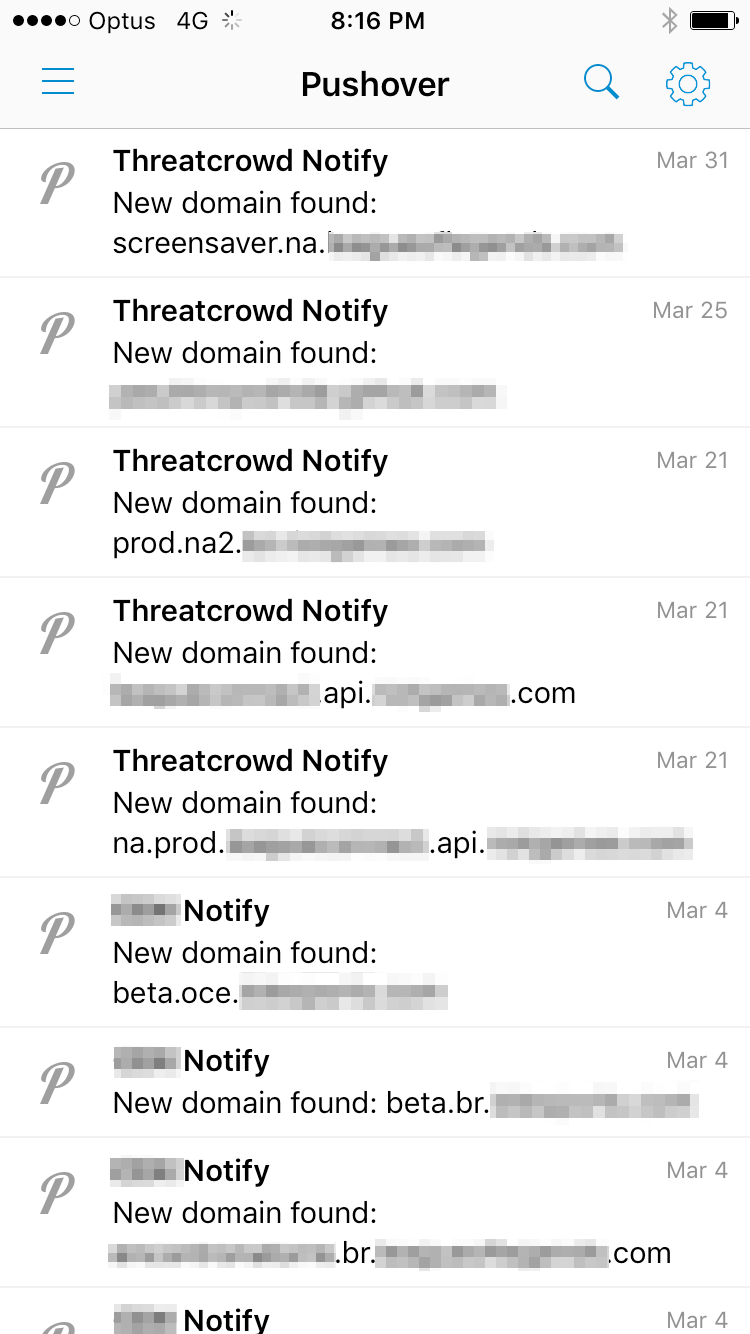 Optus 4G 8:16 PM
Pushover
Threatcrowd Notify Mar 31
New domain found:
screensaver.na.
Threatcrowd Notify Mar 25
New domain found:
Threatcrowd Notify Mar 21
New domain found:
prod.na2.
Threatcrowd Notify Mar 21
New domain found:
.api. .com
Threatcrowd Notify Mar 21
New domain found:
na.prod. .api.
Notify Mar 4
New domain found:
beta.oce.
Notify Mar 4
New domain found: beta.br.
Notify Mar 4
New domain found:
.br. .com
Notify Mar 4